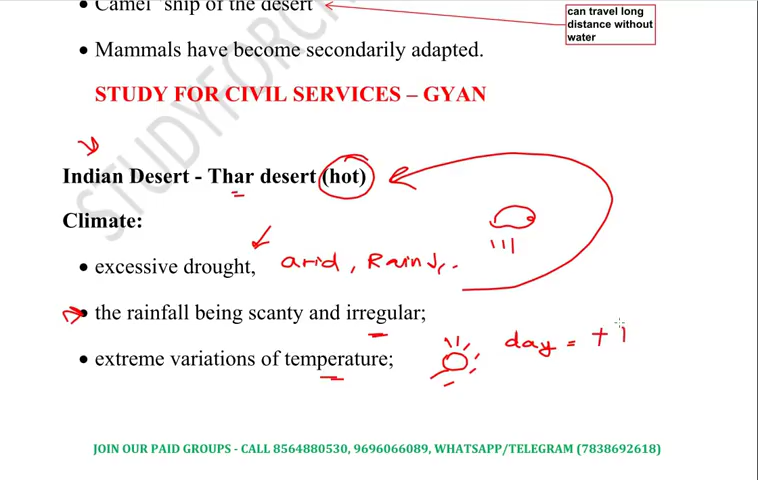 • Camel "ship of the desert"
can travel long
distance without
water
• Mammals have become secondarily adapted.
STUDY FOR CIVIL SERVICES – GYAN
Indian Desert - Thar desert (hot)
Climate:
• excessive drought, arid, Rain ↓.
• the rainfall being scanty and irregular;
• extreme variations of temperature; day = +
JOIN OUR PAID GROUPS - CALL 8564880530, 9696066089, WHATSAPP/TELEGRAM (7838692618)